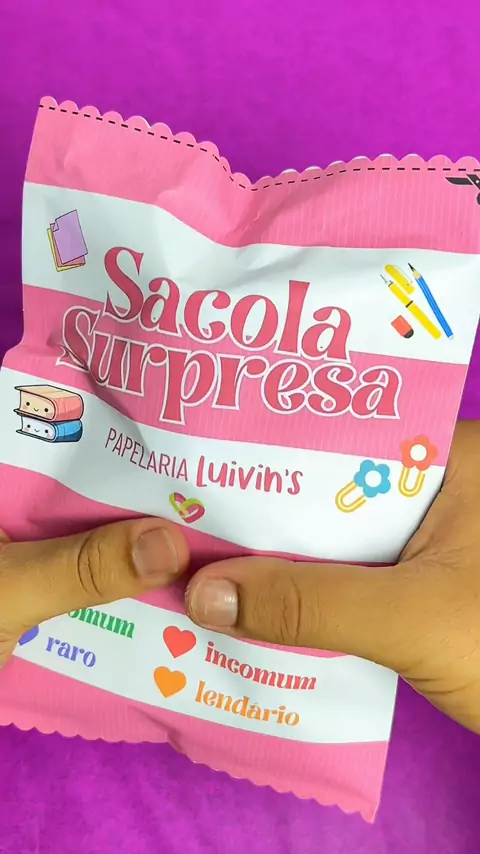 Sacola
Surpresa
PAPELARIA Luivin's
incomum
raro
lendário